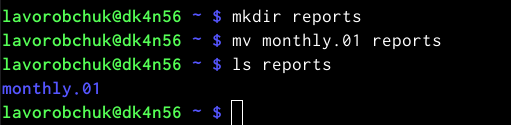 lavorobchuk@dk4n56 ~ $ mkdir reports
lavorobchuk@dk4n56 ~ $ mv monthly.01 reports
lavorobchuk@dk4n56 ~ $ ls reports
monthly.01
lavorobchuk@dk4n56 ~ $